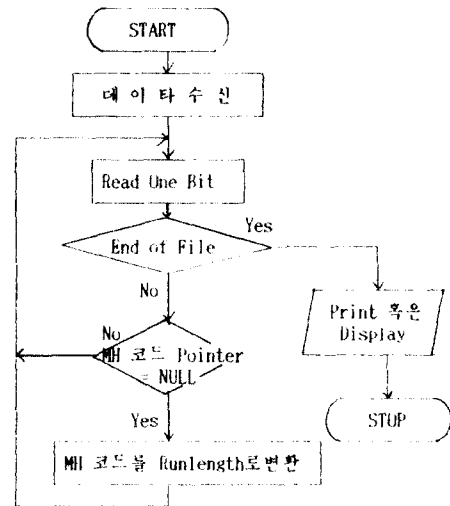 START
데 이 타 수 신
Read One Bit
Yes
End of File
No
Print 혹은
Display
No
MH 코드 Pointer
= NULL
Yes
STOP
MH 코드를 Runlength로변환